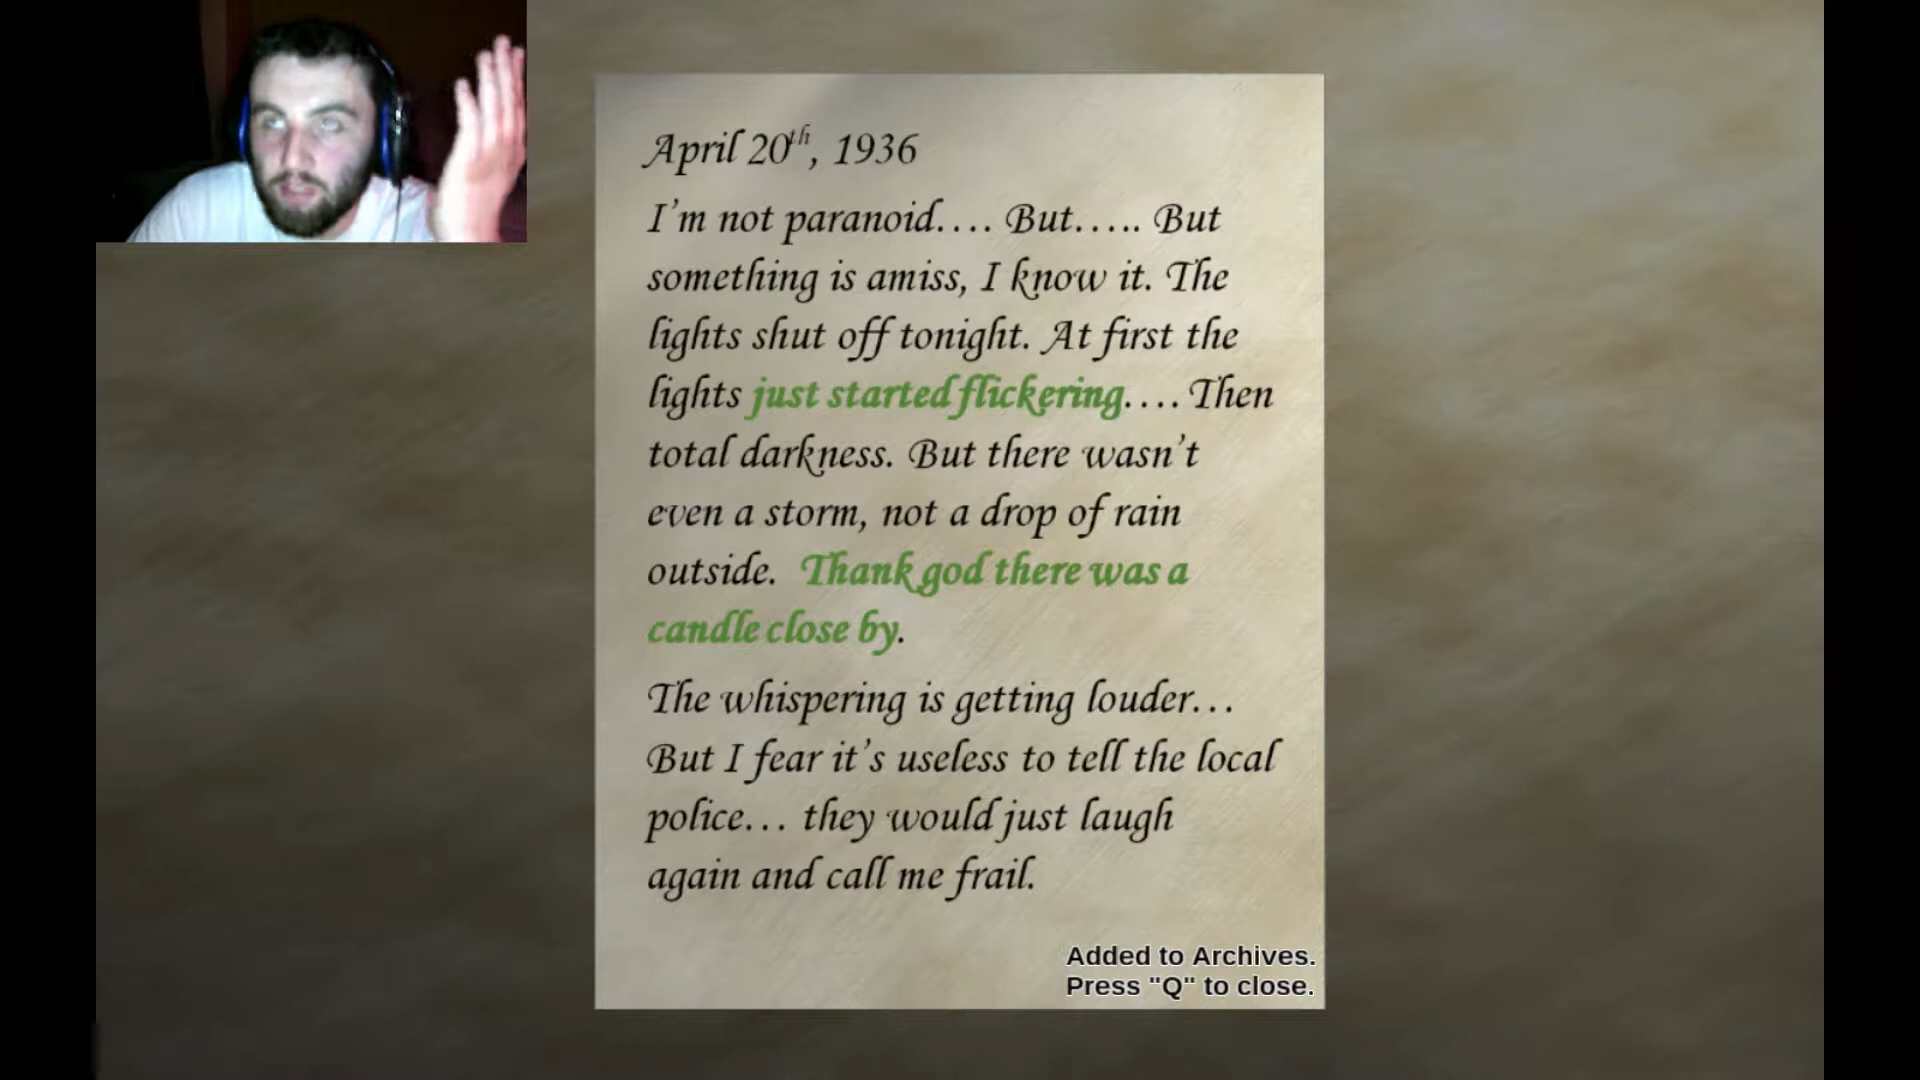 April 20th, 1936
I'm not paranoid.... But..... But
something is amiss, I know it. The
lights shut off tonight. At first the
lights just started flickering.... Then
total darkness. But there wasn't
even a storm, not a drop of rain
outside. Thank god there was a
candle close by.
The whispering is getting louder...
But I fear it's useless to tell the local
police... they would just laugh
again and call me frail.
Added to Archives.
Press "Q" to close.